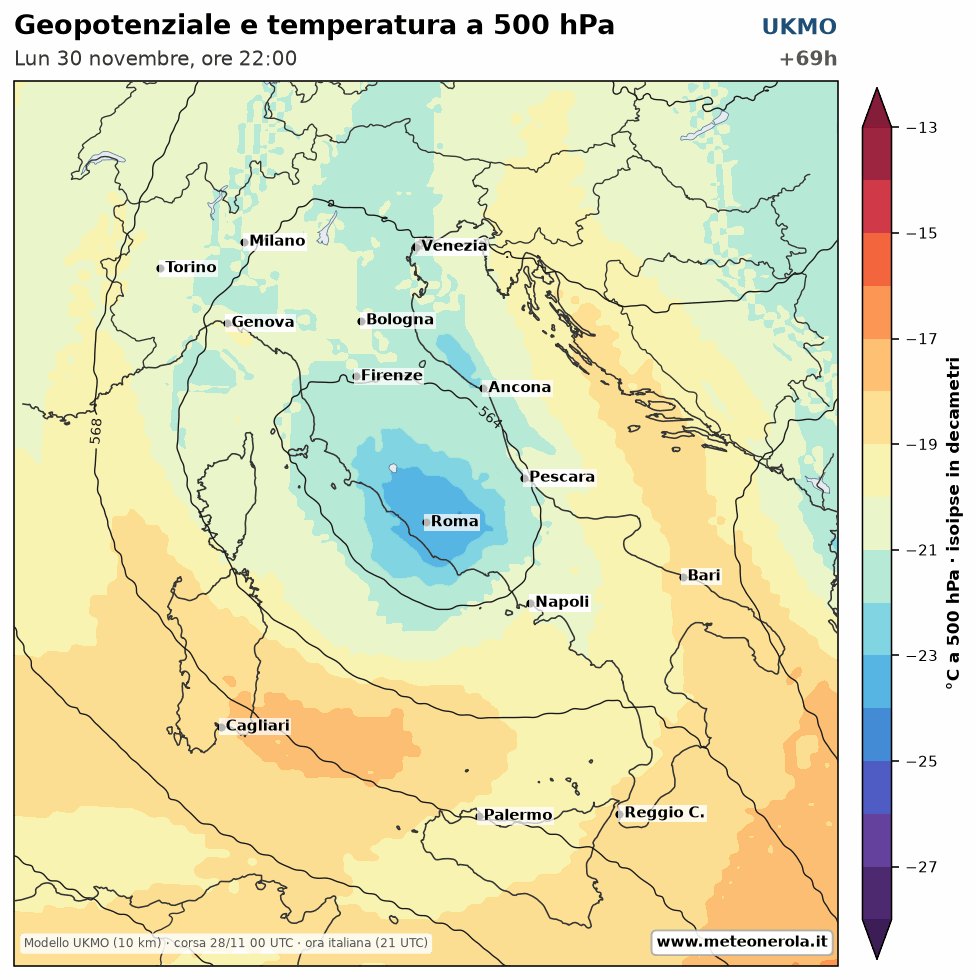 Geopotenziale e temperatura a 500 hPa
UKMO
Lun 30 novembre, ore 22:00
+69h
Milano
Venezia
Torino
Genova
Bologna
Firenze
Ancona
564
568
Pescara
Roma
Bari
Napoli
Cagliari
Palermo
Reggio C.
−13
−15
−17
−19
−21
−23
−25
−27
°C a 500 hPa · isoipse in decametri
Modello UKMO (10 km) · corsa 28/11 00 UTC · ora italiana (21 UTC)
www.meteonerola.it